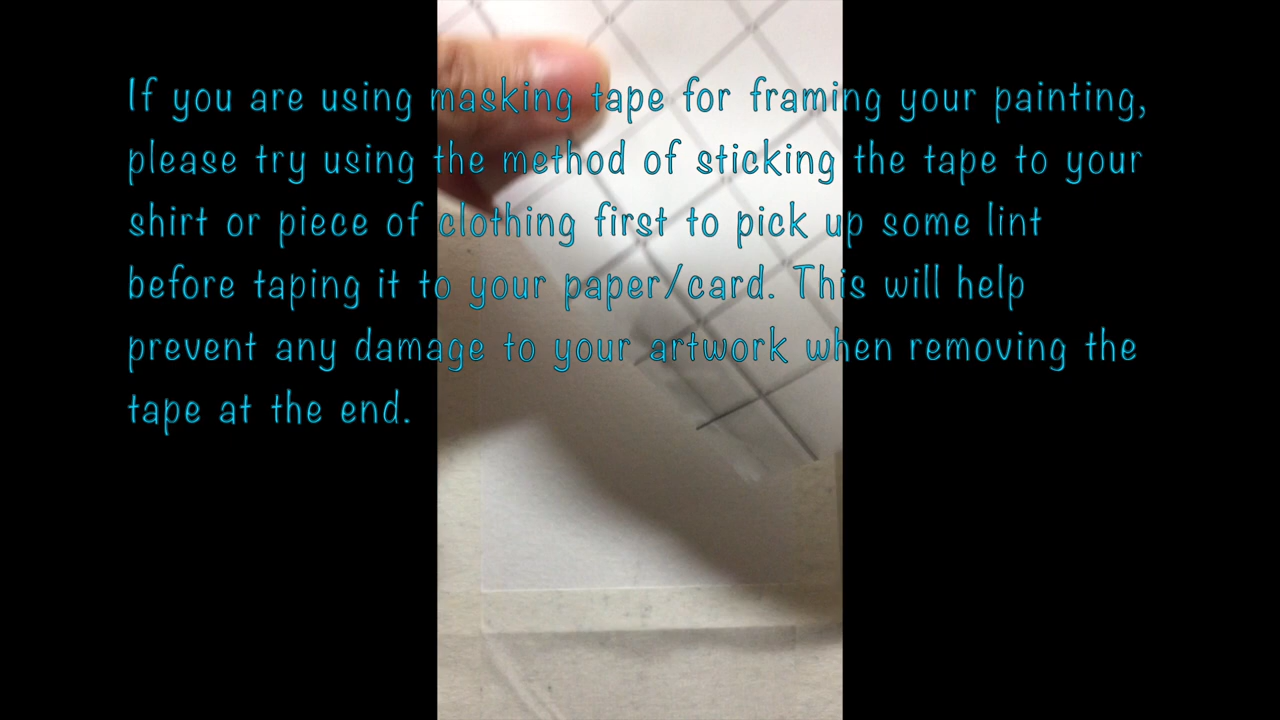 If you are using masking tape for framing your painting,
please try using the method of sticking the tape to your
shirt or piece of clothing first to pick up some lint
before taping it to your paper/card. This will help
prevent any damage to your artwork when removing the
tape at the end.